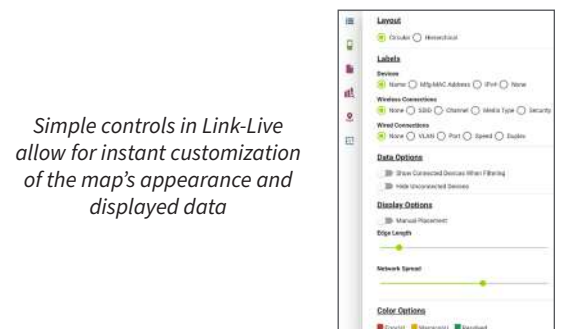 Simple controls in Link-Live
allow for instant customization
of the map's appearance and
displayed data
Layout
Circular Hierarchical
Labels
Devices
Name Mfg-MAC Address IPv4 None
Wireless Connections
None SSID Channel Media Type Security
Wired Connections
None VLAN Port Speed Duplex
Data Options
Show Connected Devices When Filtering
Hide Unconnected Devices
Display Options
Manual Placement
Edge Length
Network Spread
Color Options